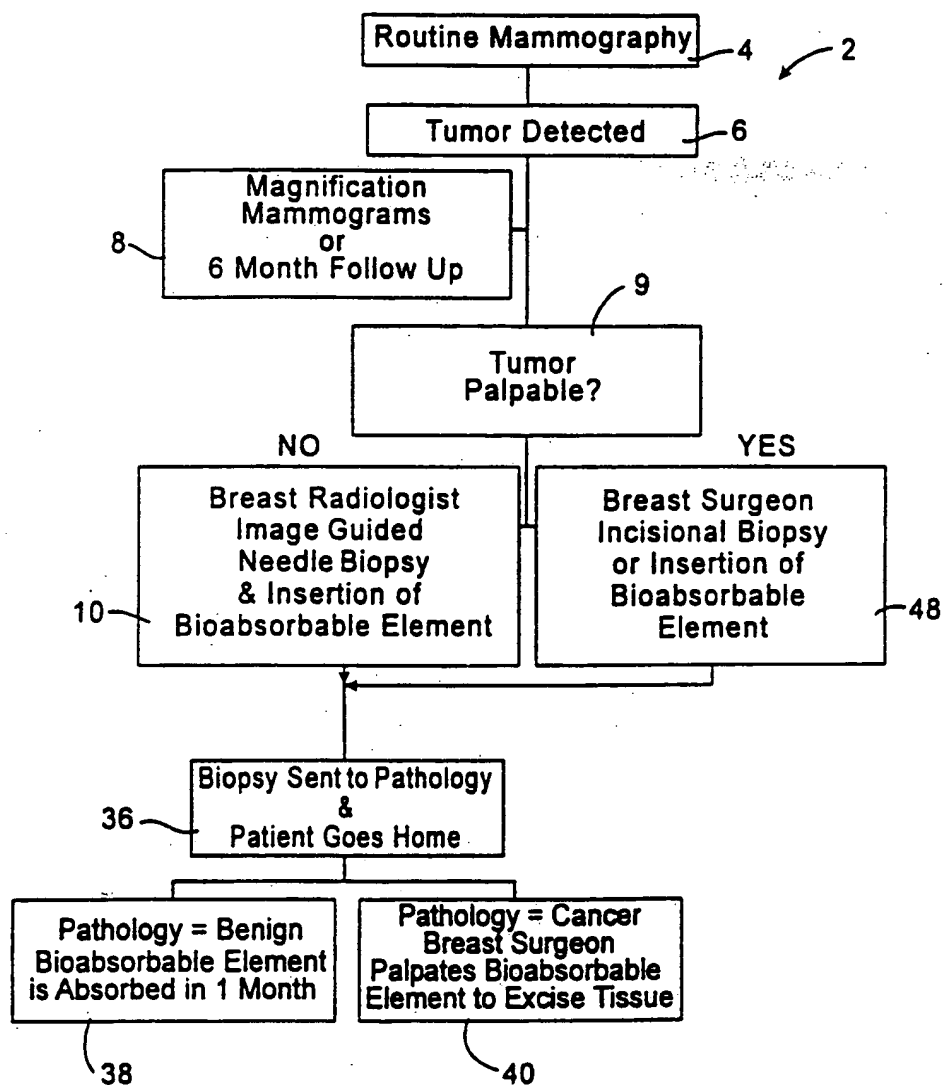 Routine Mammography
4
2
Tumor Detected
6
Magnification
Mammograms
or
6 Month Follow Up
8
9
Tumor
Palpable?
NO
YES
Breast Radiologist
Image Guided
Needle Biopsy
& Insertion of
Bioabsorbable Element
10
Breast Surgeon
Incisional Biopsy
or Insertion of
Bioabsorbable
Element
48
Biopsy Sent to Pathology
&
Patient Goes Home
36
Pathology = Benign
Bioabsorbable Element
is Absorbed in 1 Month
38
Pathology = Cancer
Breast Surgeon
Palpates Bioabsorbable
Element to Excise Tissue
40